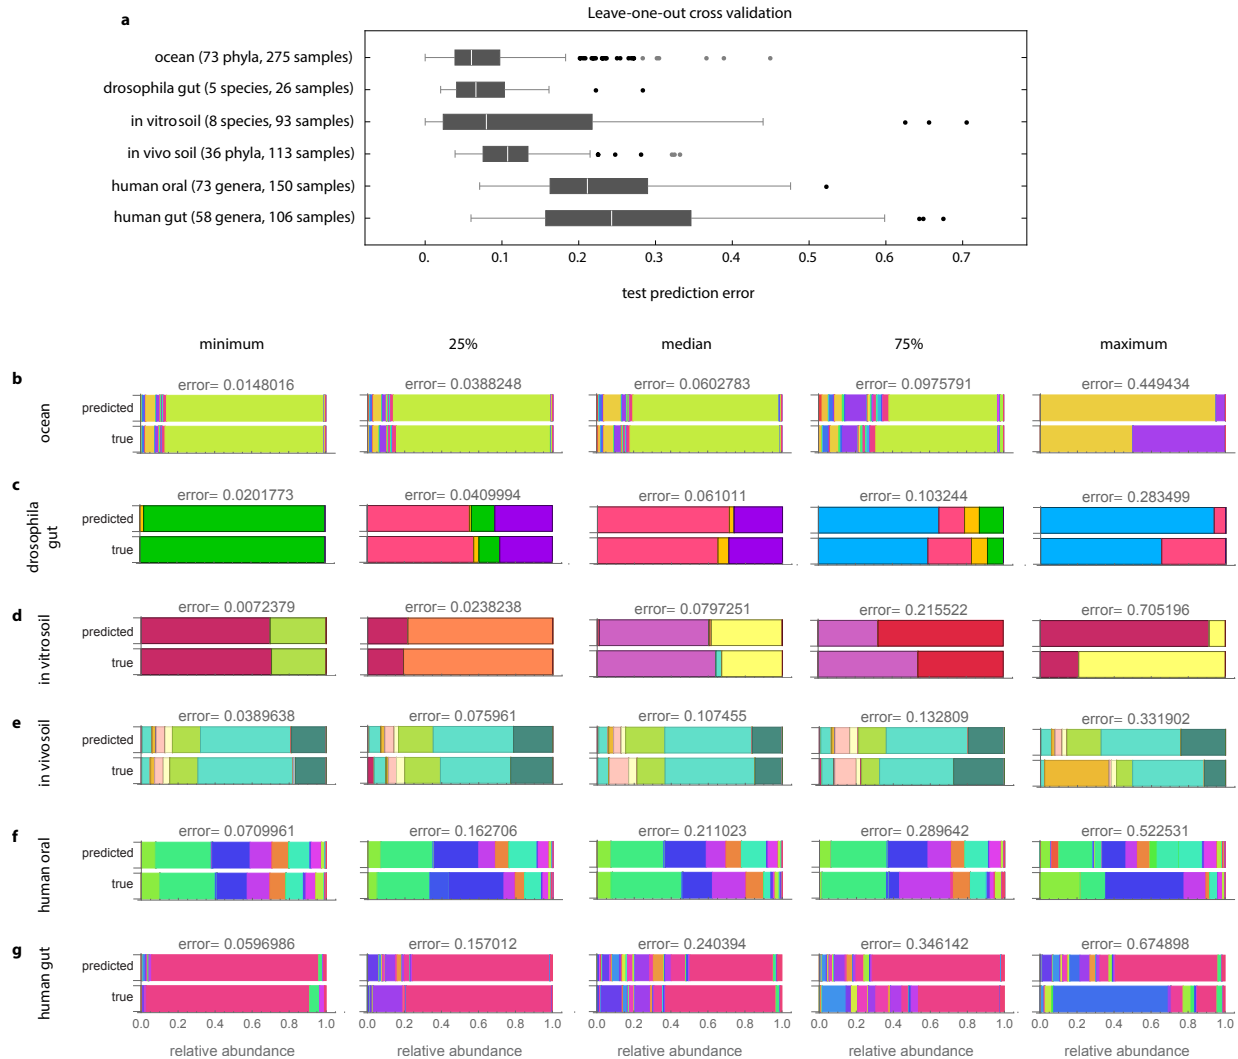 a
Leave-one-out cross validation
ocean (73 phyla, 275 samples)
drosophila gut (5 species, 26 samples)
in vitro soil (8 species, 93 samples)
in vivo soil (36 phyla, 113 samples)
human oral (73 genera, 150 samples)
human gut (58 genera, 106 samples)
0. 0.1 0.2 0.3 0.4 0.5 0.6 0.7
test prediction error
minimum 25% median 75% maximum
b
ocean
error= 0.0148016 error= 0.0388248 error= 0.0602783 error= 0.0975791 error= 0.449434
predicted
true
c
drosophila gut
error= 0.0201773 error= 0.0409994 error= 0.061011 error= 0.103244 error= 0.283499
predicted
true
d
in vitro soil
error= 0.0072379 error= 0.0238238 error= 0.0797251 error= 0.215522 error= 0.705196
predicted
true
e
in vivo soil
error= 0.0389638 error= 0.075961 error= 0.107455 error= 0.132809 error= 0.331902
predicted
true
f
human oral
error= 0.0709961 error= 0.162706 error= 0.211023 error= 0.289642 error= 0.522531
predicted
true
g
human gut
error= 0.0596986 error= 0.157012 error= 0.240394 error= 0.346142 error= 0.674898
predicted
true
0.0 0.2 0.4 0.6 0.8 1.0 0.0 0.2 0.4 0.6 0.8 1.0 0.0 0.2 0.4 0.6 0.8 1.0 0.0 0.2 0.4 0.6 0.8 1.0 0.0 0.2 0.4 0.6 0.8 1.0
relative abundance relative abundance relative abundance relative abundance relative abundance